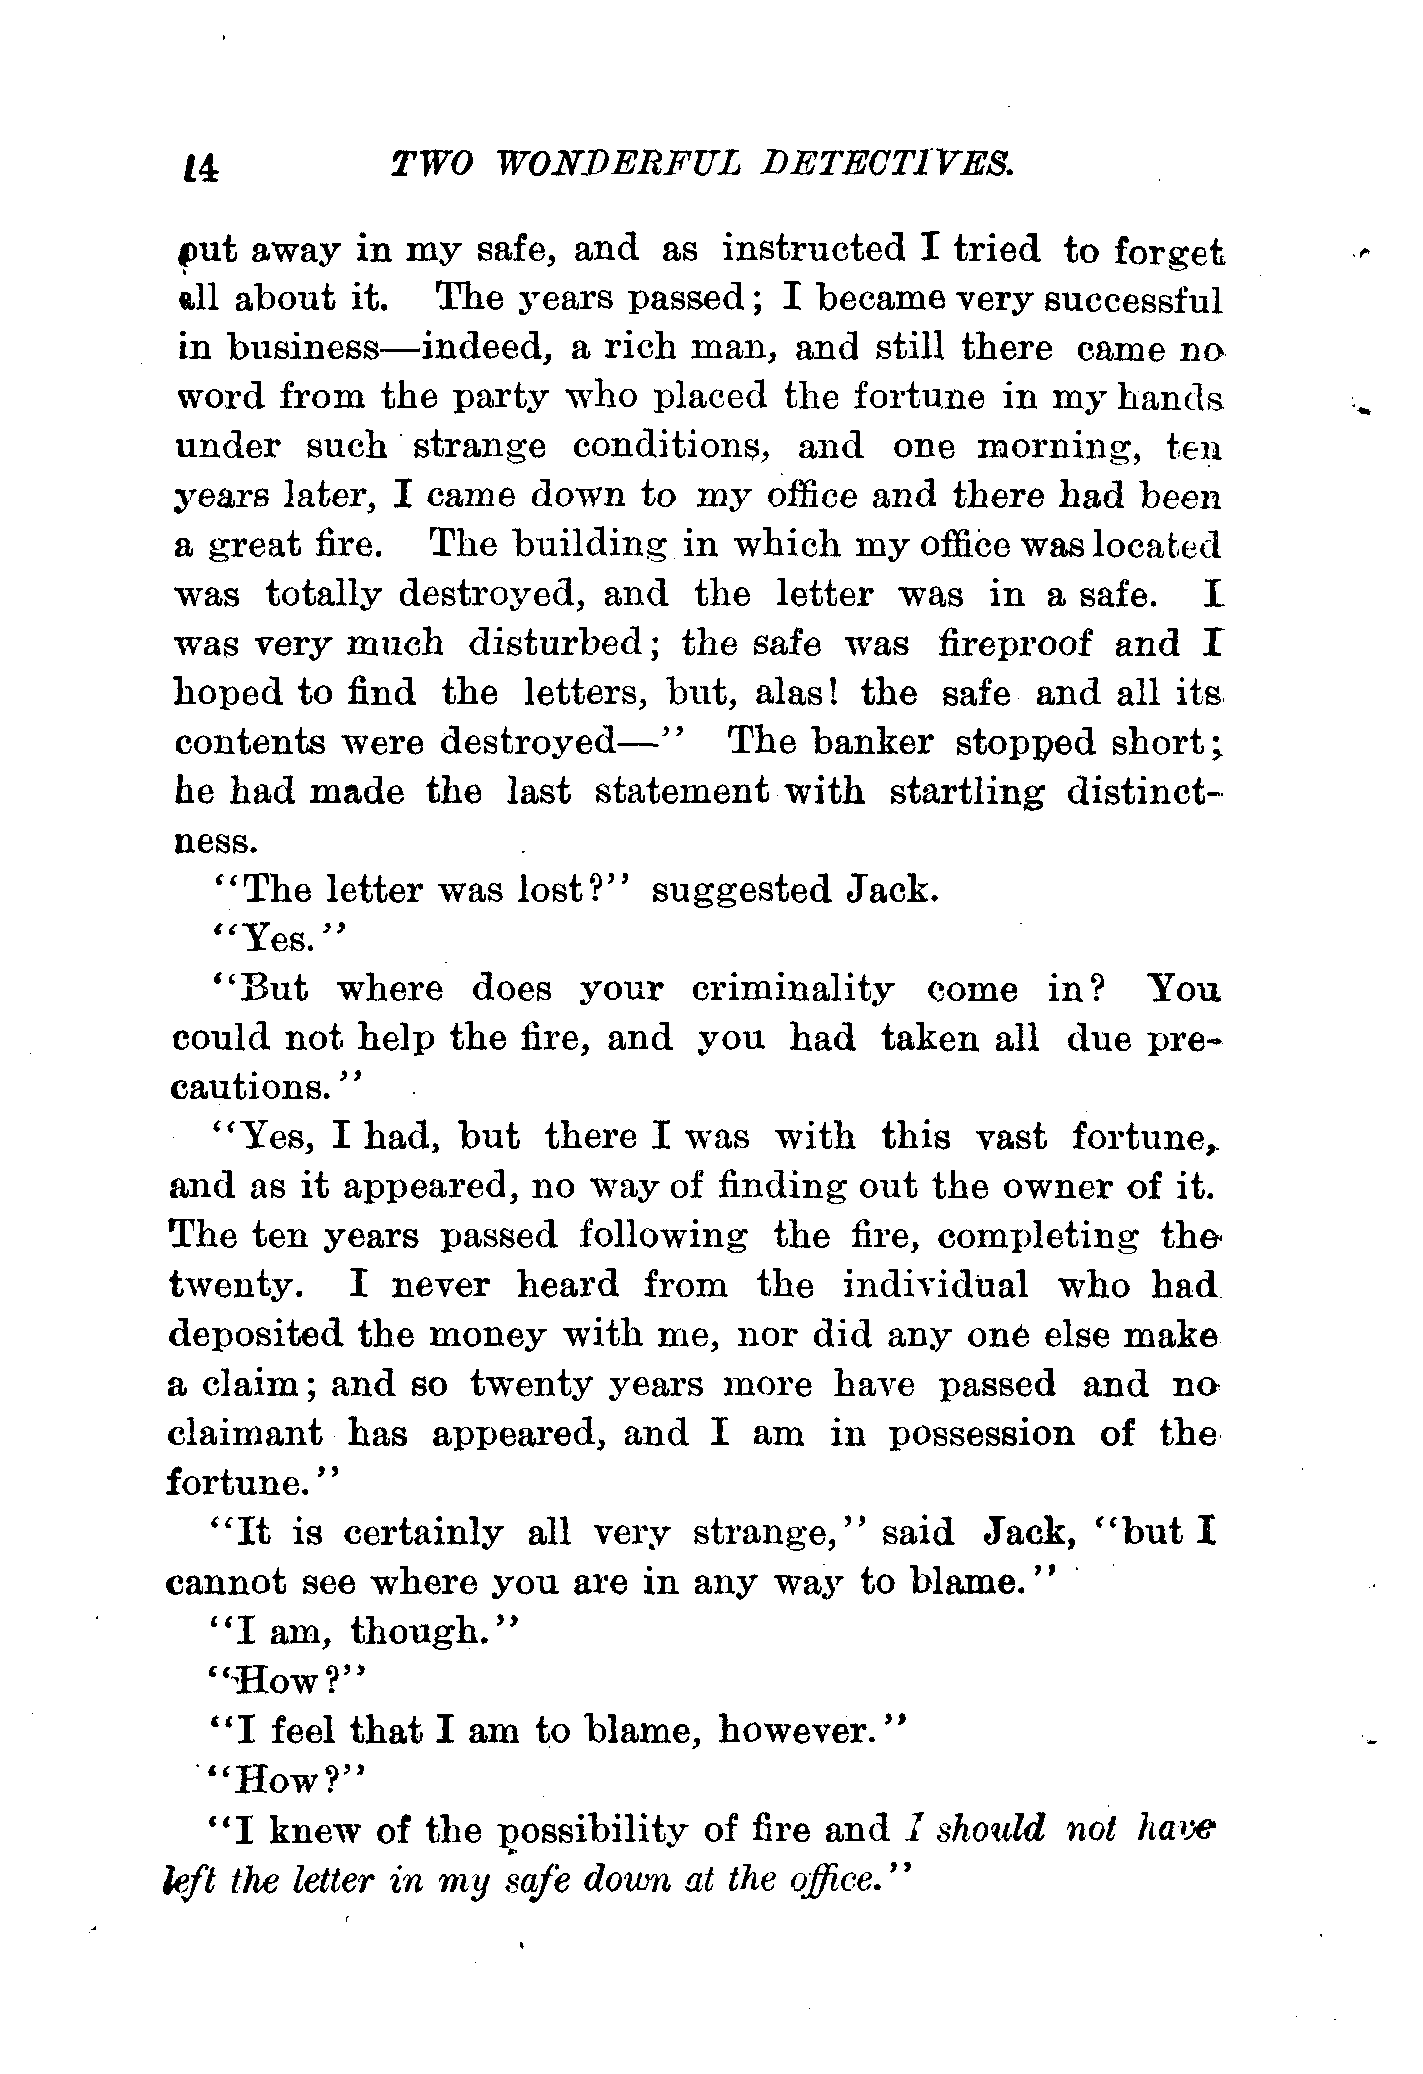 14 TWO WONDERFUL DETECTIVES.
put away in my safe, and as instructed I tried to forget
all about it. The years passed; I became very successful
in business—indeed, a rich man, and still there came no
word from the party who placed the fortune in my hands
under such strange conditions, and one morning, ten
years later, I came down to my office and there had been
a great fire. The building in which my office was located
was totally destroyed, and the letter was in a safe. I
was very much disturbed; the safe was fireproof and I
hoped to find the letters, but, alas! the safe and all its
contents were destroyed—" The banker stopped short;
he had made the last statement with startling distinct-
ness.
"The letter was lost?" suggested Jack.
"Yes."
"But where does your criminality come in? You
could not help the fire, and you had taken all due pre-
cautions."
"Yes, I had, but there I was with this vast fortune,
and as it appeared, no way of finding out the owner of it.
The ten years passed following the fire, completing the
twenty. I never heard from the individual who had
deposited the money with me, nor did any one else make
a claim; and so twenty years more have passed and no
claimant has appeared, and I am in possession of the
fortune."
"It is certainly all very strange," said Jack, "but I
cannot see where you are in any way to blame."
"I am, though."
"How?"
"I feel that I am to blame, however."
"How?"
"I knew of the possibility of fire and I should not have
left the letter in my safe down at the office."